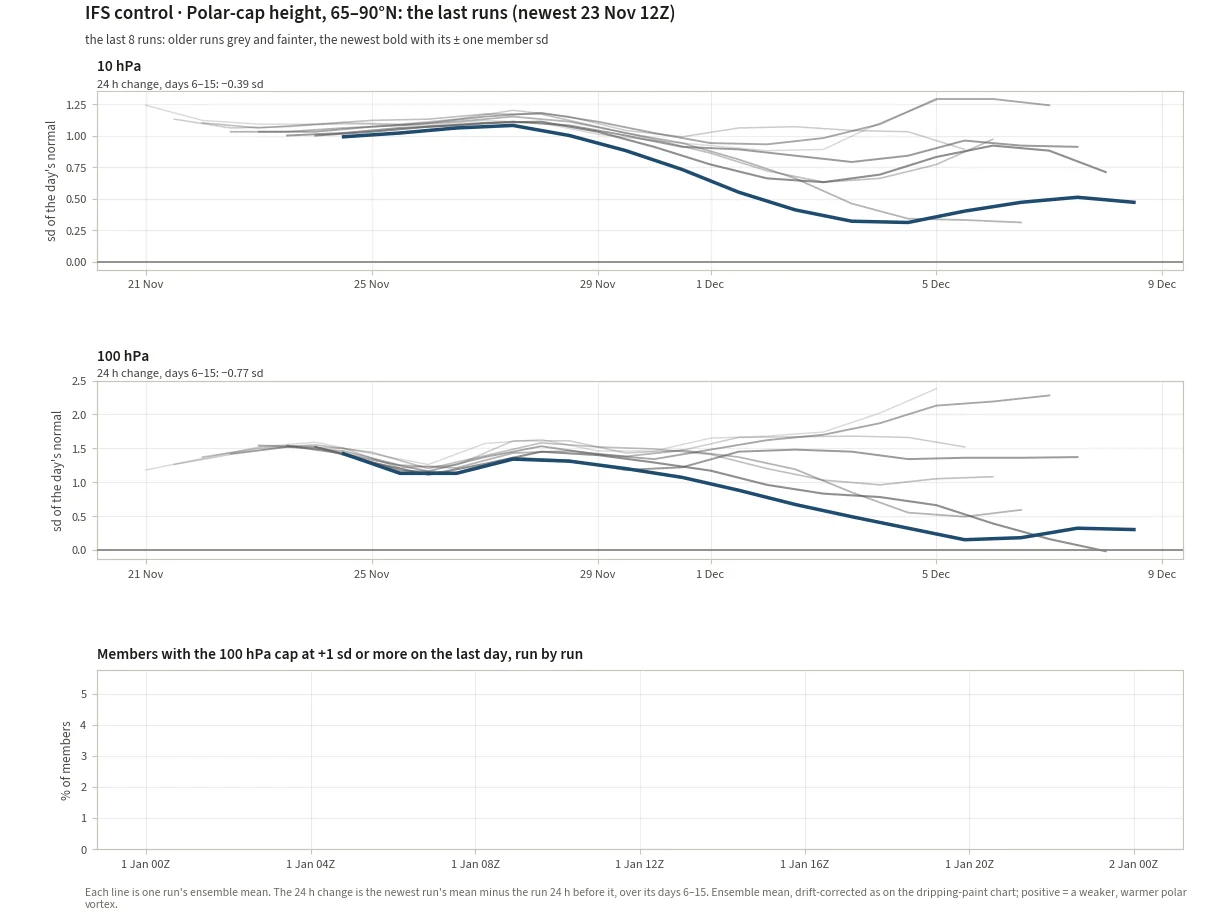 IFS control · Polar-cap height, 65–90°N: the last runs (newest 23 Nov 12Z)
the last 8 runs: older runs grey and fainter, the newest bold with its ± one member sd
10 hPa
24 h change, days 6–15: −0.39 sd
sd of the day's normal
1.25
1.00
0.75
0.50
0.25
0.00
21 Nov
25 Nov
29 Nov
1 Dec
5 Dec
9 Dec
100 hPa
24 h change, days 6–15: −0.77 sd
sd of the day's normal
2.5
2.0
1.5
1.0
0.5
0.0
21 Nov
25 Nov
29 Nov
1 Dec
5 Dec
9 Dec
Members with the 100 hPa cap at +1 sd or more on the last day, run by run
% of members
5
4
3
2
1
0
1 Jan 00Z
1 Jan 04Z
1 Jan 08Z
1 Jan 12Z
1 Jan 16Z
1 Jan 20Z
2 Jan 00Z
Each line is one run's ensemble mean. The 24 h change is the newest run's mean minus the run 24 h before it, over its days 6–15. Ensemble mean, drift-corrected as on the dripping-paint chart; positive = a weaker, warmer polar
vortex.